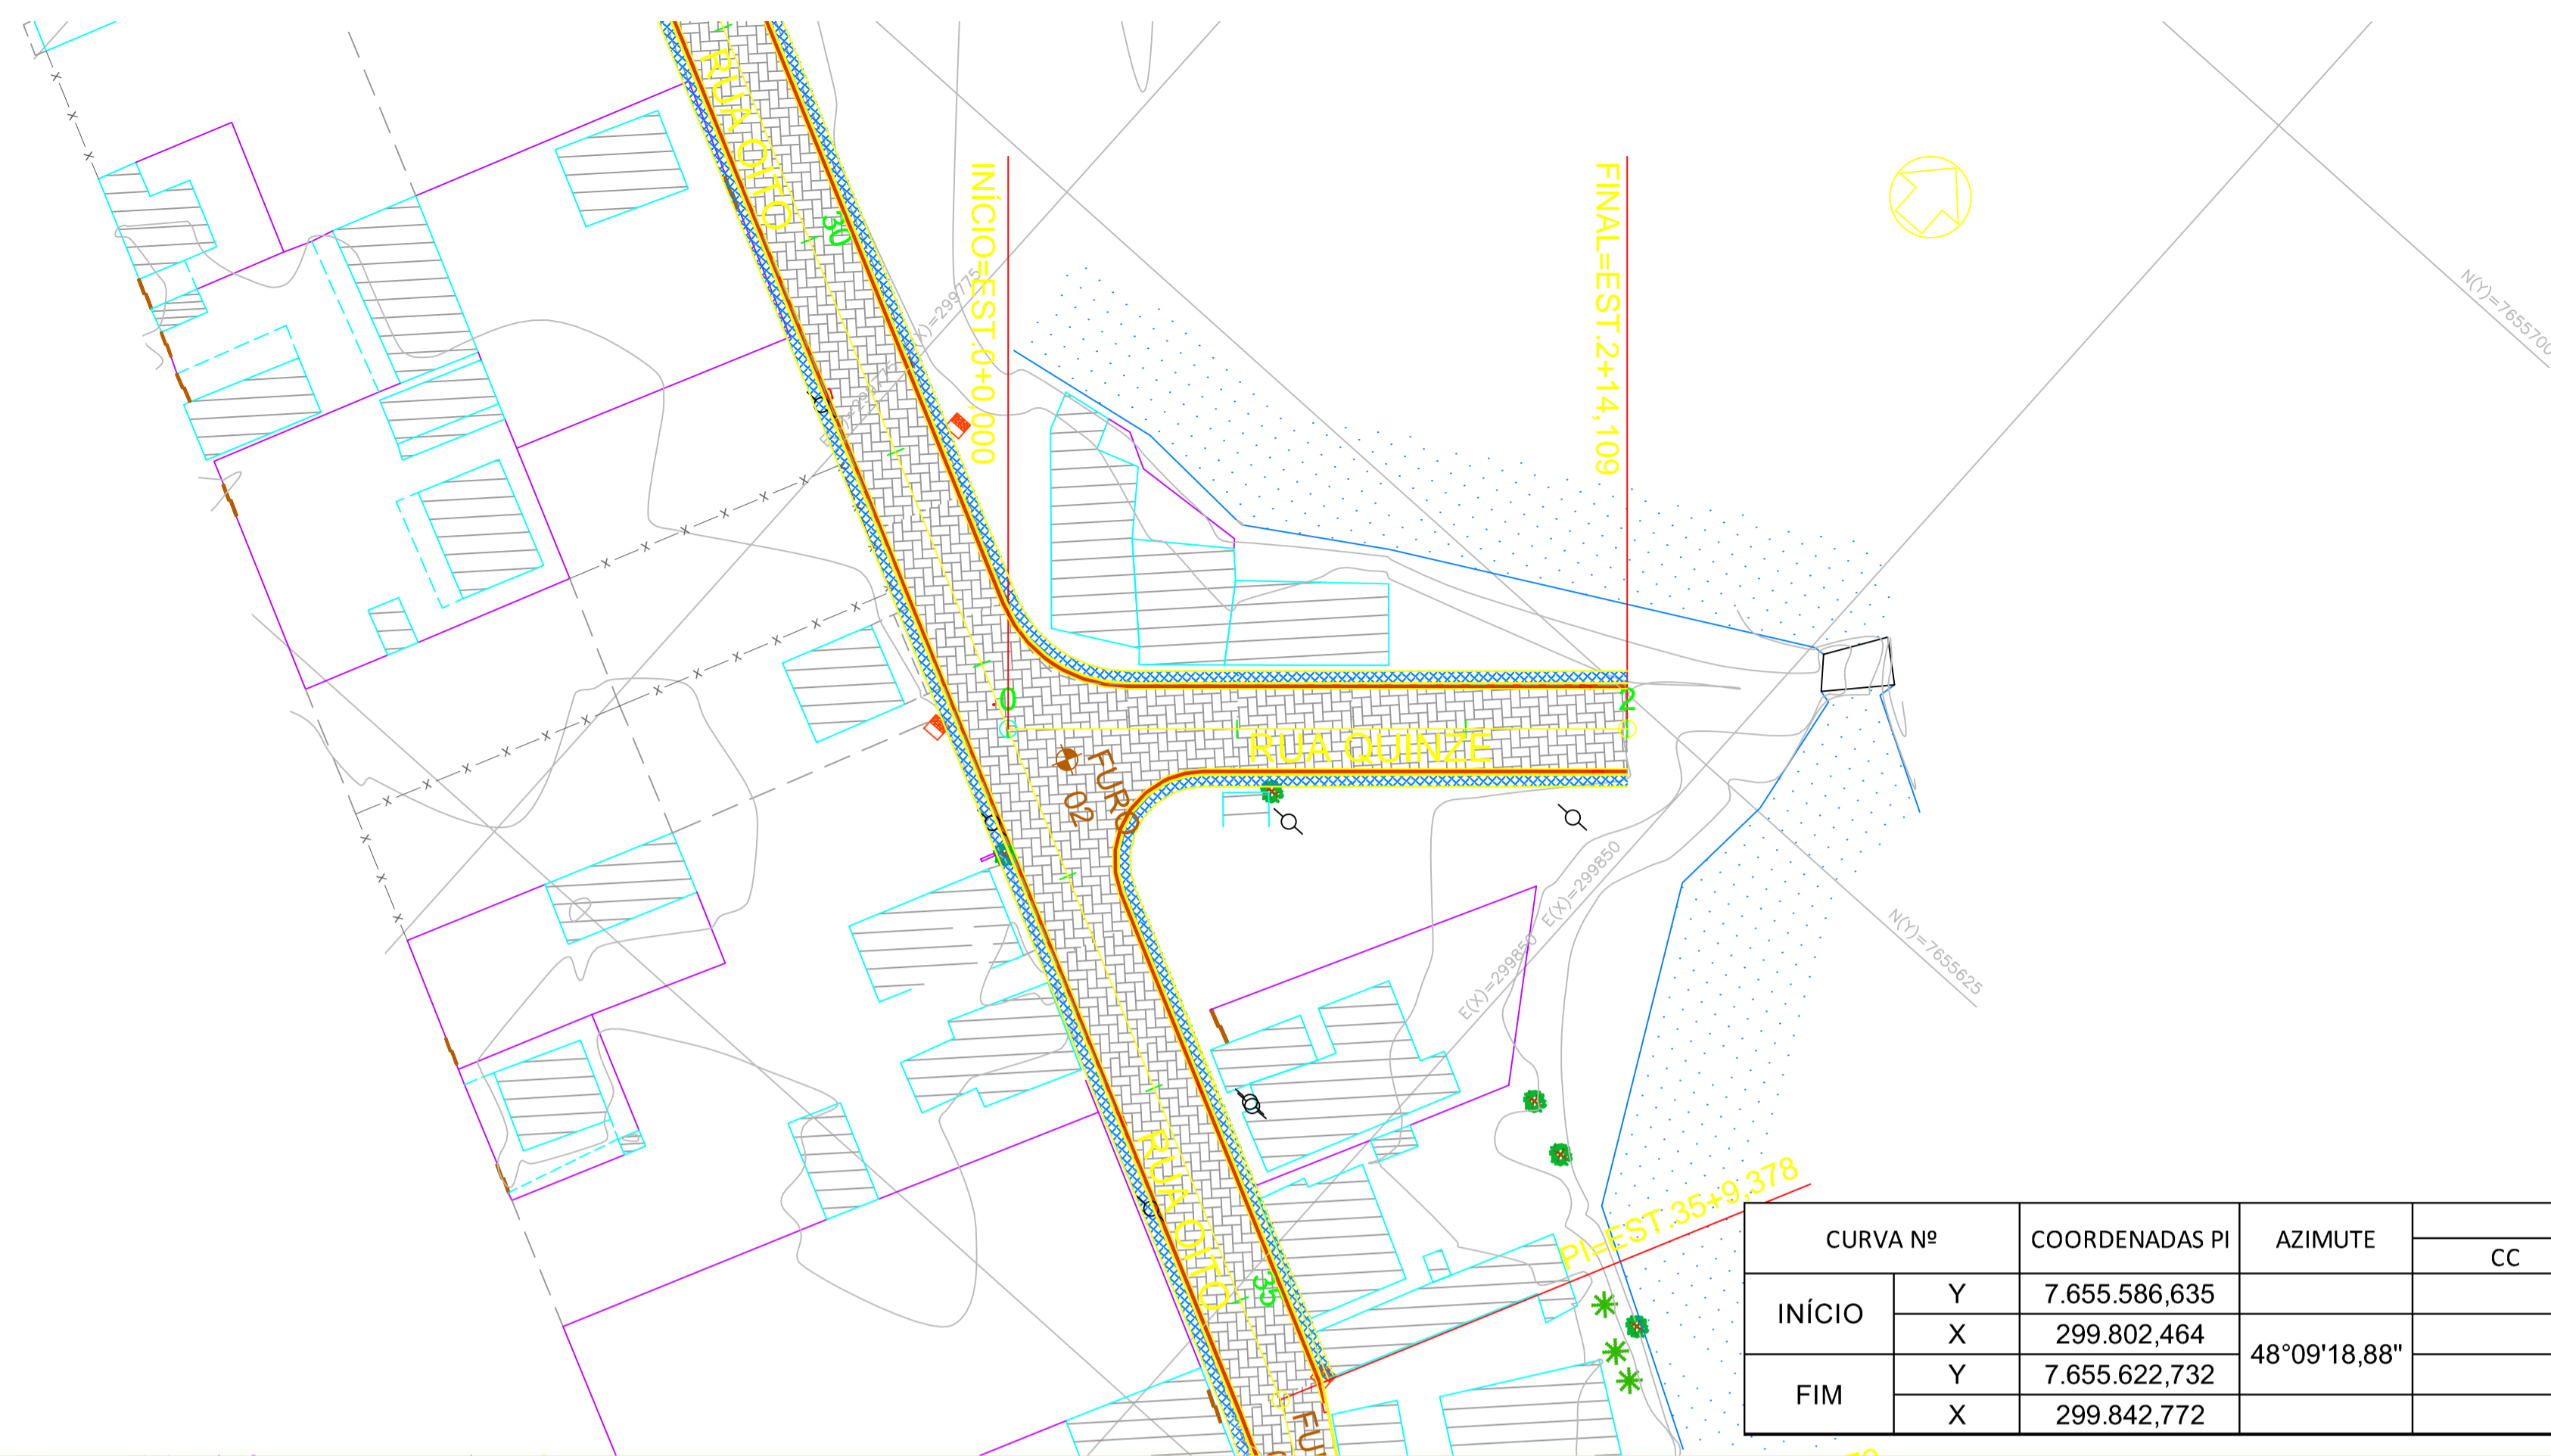 RUA OITO
30
INÍCIO=EST.0+0,000
FINAL=EST.2+14,109
N(Y)=7655700
0
2
RUA QUINZE
FURO
02
E(X)=299850
E(X)=299850
N(Y)=7655625
RUA OITO
35
PI=EST.35+9,378
CURVA Nº COORDENADAS PI AZIMUTE
CC
INÍCIO Y 7.655.586,635
X 299.802,464
48°09'18,88"
FIM Y 7.655.622,732
X 299.842,772